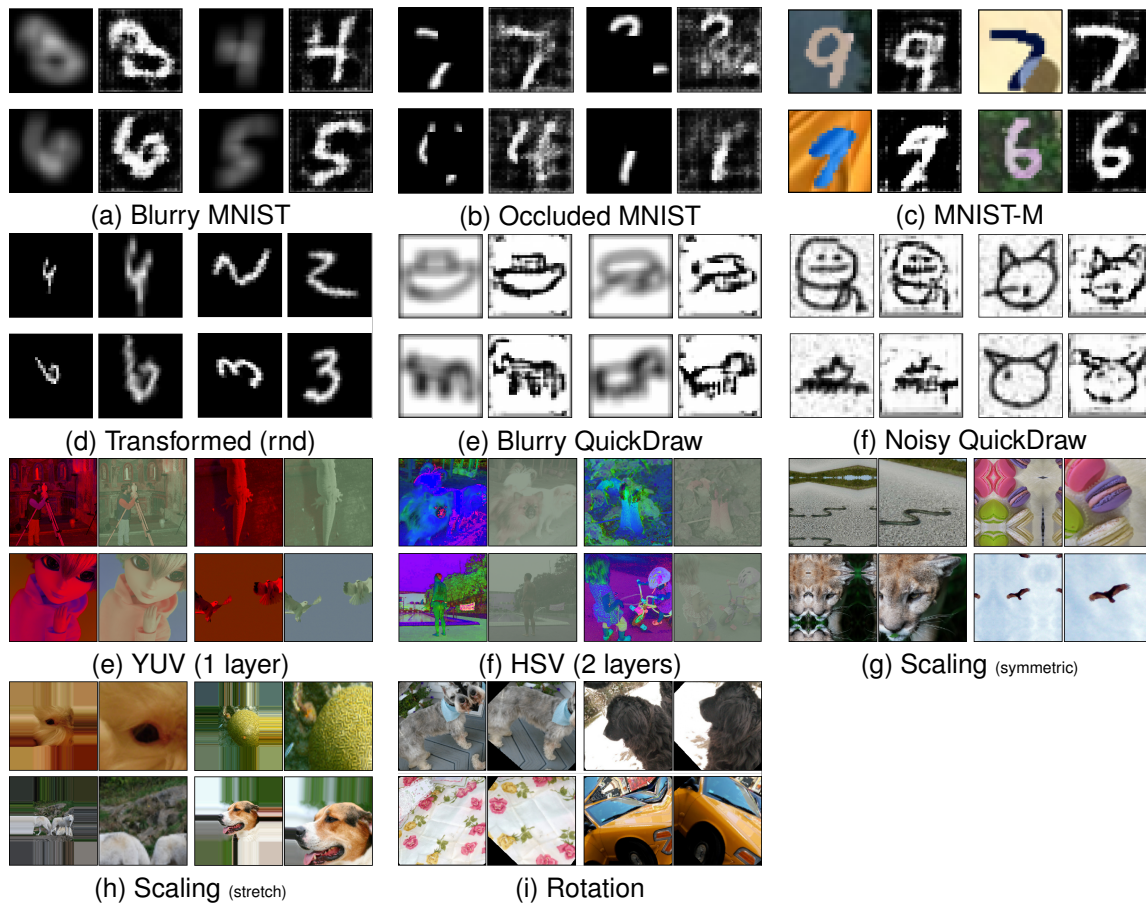 (a) Blurry MNIST
(b) Occluded MNIST
(c) MNIST-M
(d) Transformed (rnd)
(e) Blurry QuickDraw
(f) Noisy QuickDraw
(e) YUV (1 layer)
(f) HSV (2 layers)
(g) Scaling (symmetric)
(h) Scaling (stretch)
(i) Rotation